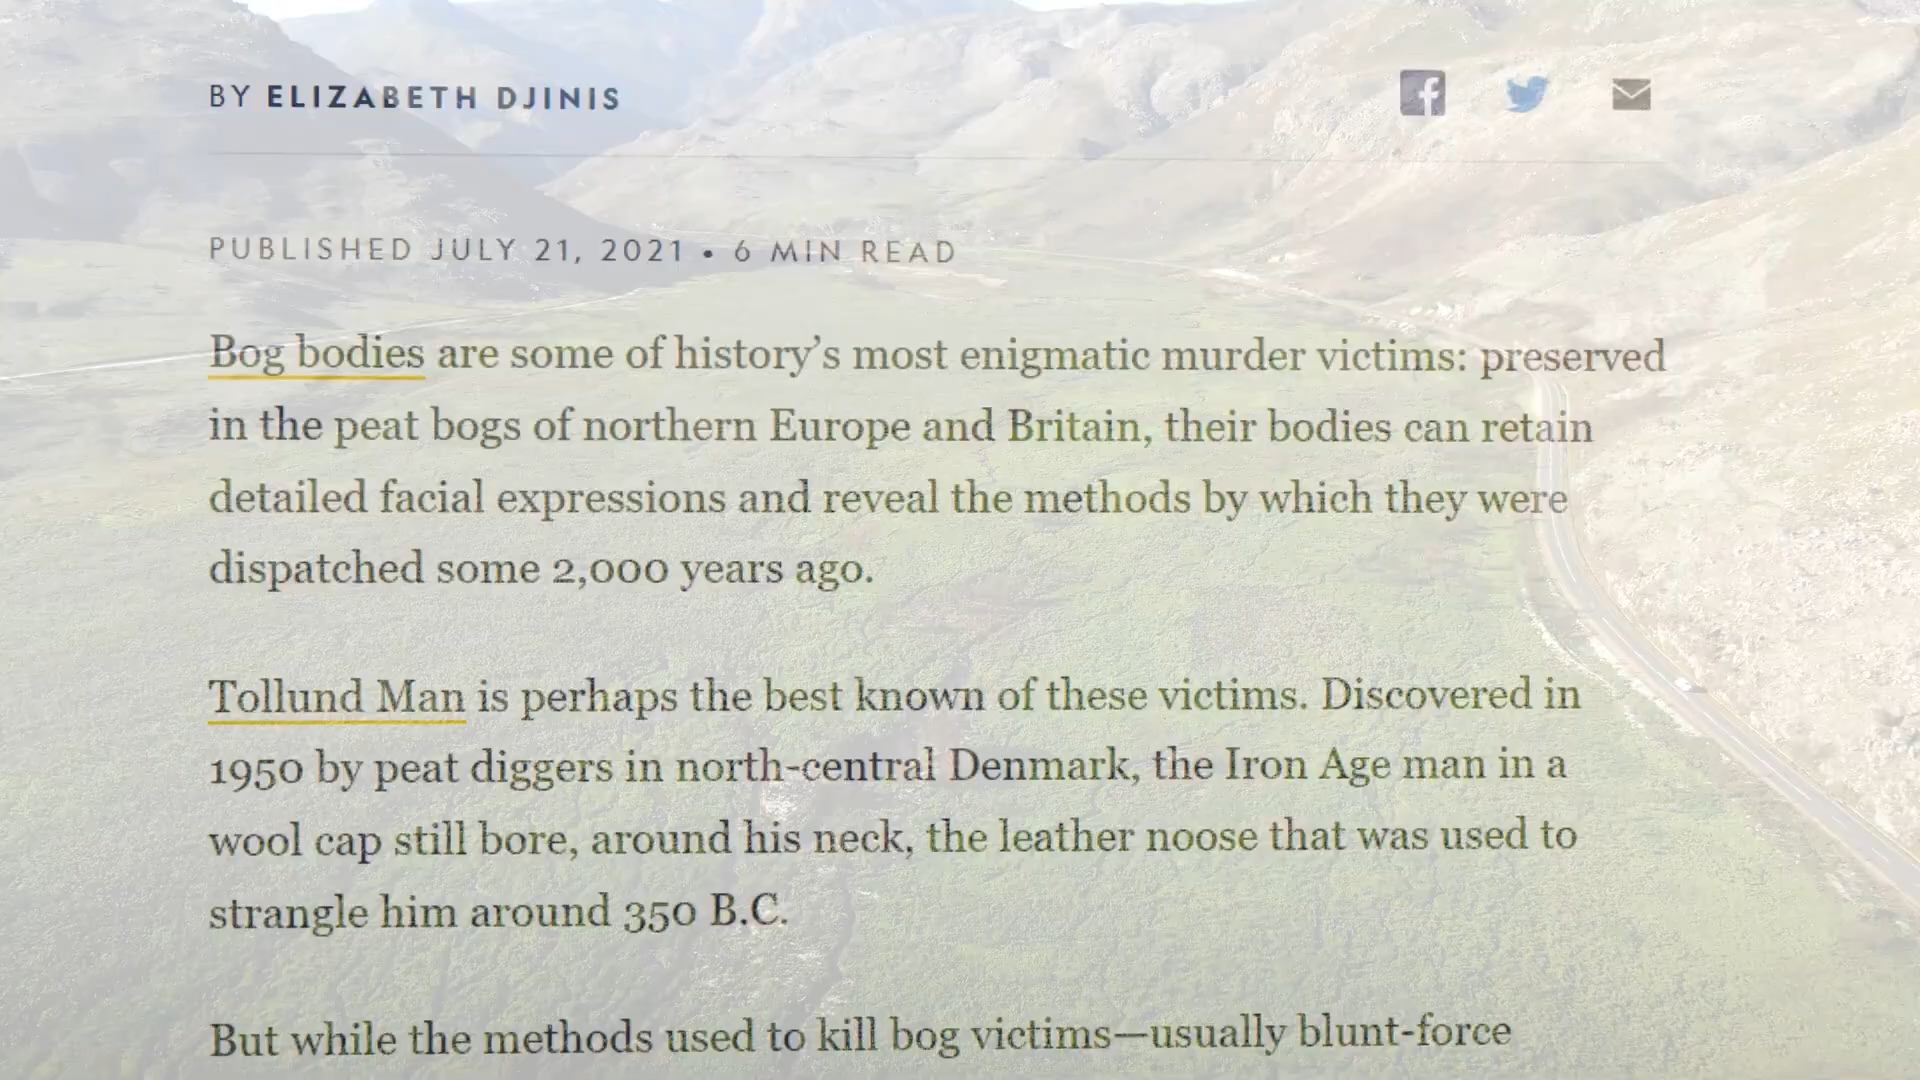 BY ELIZABETH DJINIS
PUBLISHED JULY 21, 2021 • 6 MIN READ
Bog bodies are some of history’s most enigmatic murder victims: preserved
in the peat bogs of northern Europe and Britain, their bodies can retain
detailed facial expressions and reveal the methods by which they were
dispatched some 2,000 years ago.
Tollund Man is perhaps the best known of these victims. Discovered in
1950 by peat diggers in north-central Denmark, the Iron Age man in a
wool cap still bore, around his neck, the leather noose that was used to
strangle him around 350 B.C.
But while the methods used to kill bog victims—usually blunt-force